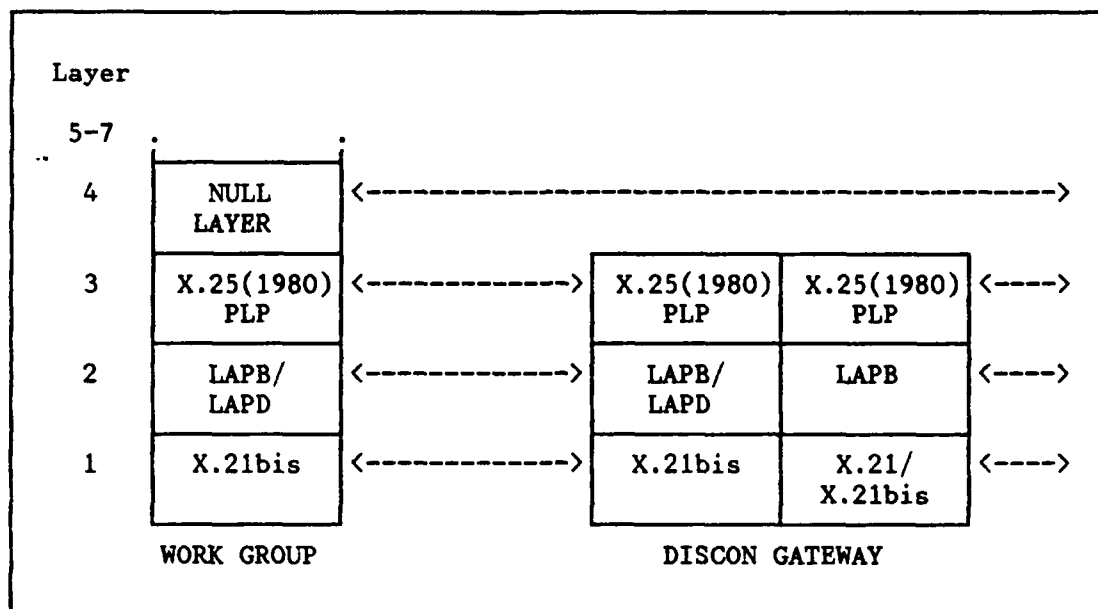 Layer
5-7
4 NULL <------------------------------------------>
LAYER
3 X.25(1980) <-------------> X.25(1980) X.25(1980) <---->
PLP PLP PLP
2 LAPB/ <-------------> LAPB/ LAPB <---->
LAPD LAPD
1 X.21bis <-------------> X.21bis X.21/ <---->
X.21bis
WORK GROUP DISCON GATEWAY